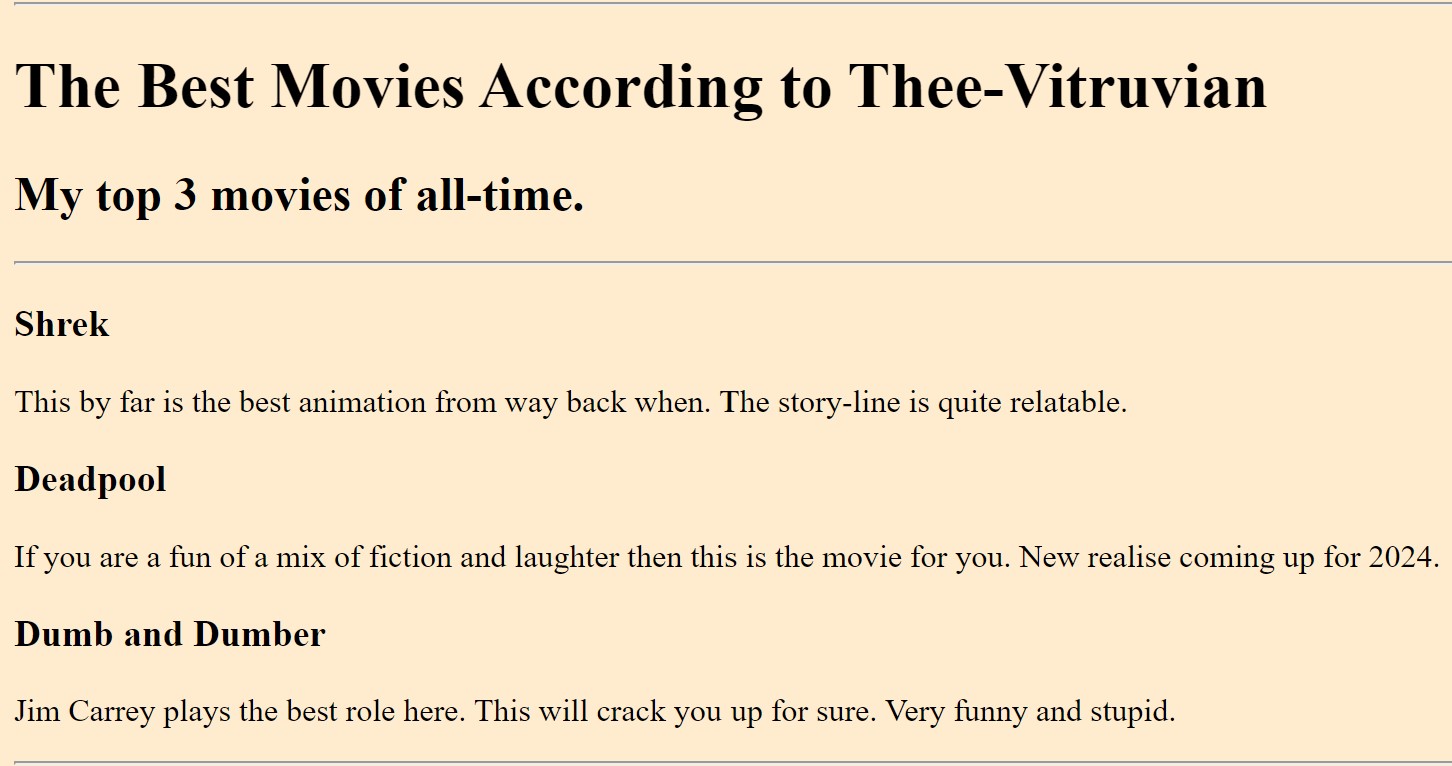 The Best Movies According to Thee-Vitruvian
My top 3 movies of all-time.
Shrek
This by far is the best animation from way back when. The story-line is quite relatable.
Deadpool
If you are a fun of a mix of fiction and laughter then this is the movie for you. New realise coming up for 2024.
Dumb and Dumber
Jim Carrey plays the best role here. This will crack you up for sure. Very funny and stupid.